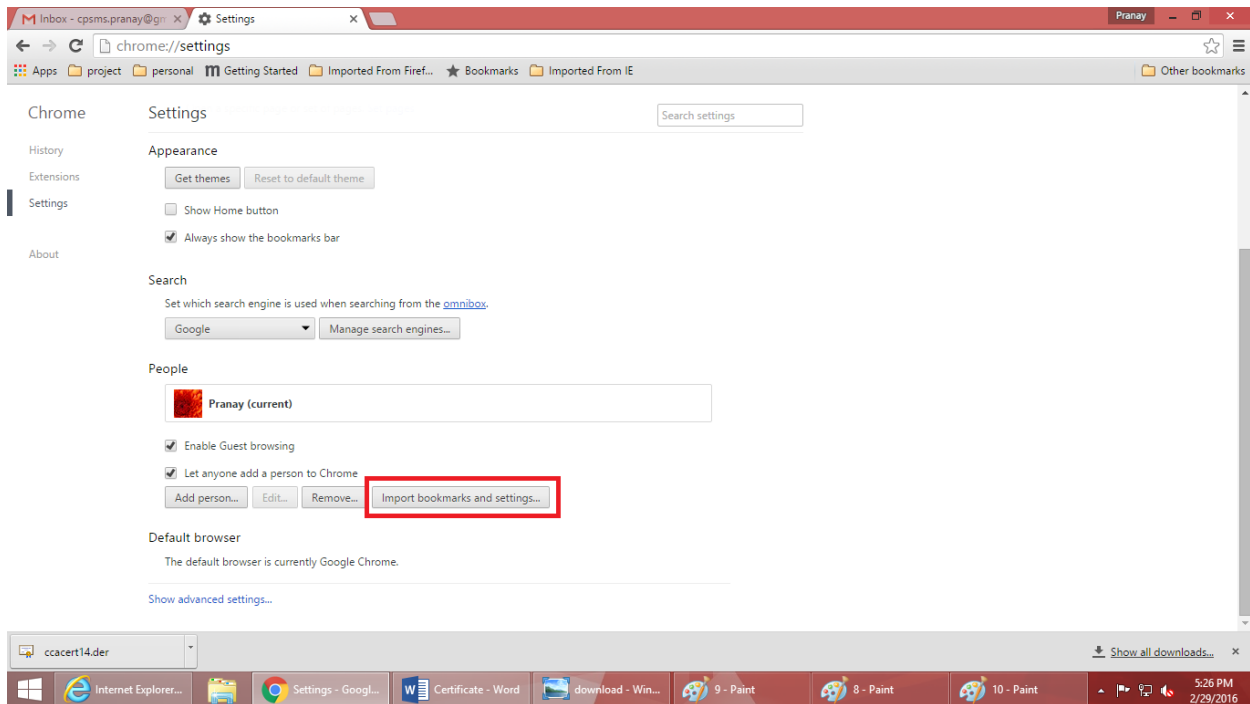 Inbox - cpsms.pranay@gm
Settings
Pranay
chrome://settings
Apps
project
personal
Getting Started
Imported From Firef...
Bookmarks
Imported From IE
Other bookmarks
Chrome
Settings
Search settings
History
Appearance
Extensions
Get themes
Reset to default theme
Settings
Show Home button
Always show the bookmarks bar
About
Search
Set which search engine is used when searching from the omnibox.
Google
Manage search engines...
People
Pranay (current)
Enable Guest browsing
Let anyone add a person to Chrome
Add person...
Edit...
Remove...
Import bookmarks and settings...
Default browser
The default browser is currently Google Chrome.
Show advanced settings...
ccacert14.der
Show all downloads...
Internet Explorer...
Settings - Googl...
Certificate - Word
download - Win...
9 - Paint
8 - Paint
10 - Paint
5:26 PM
2/29/2016